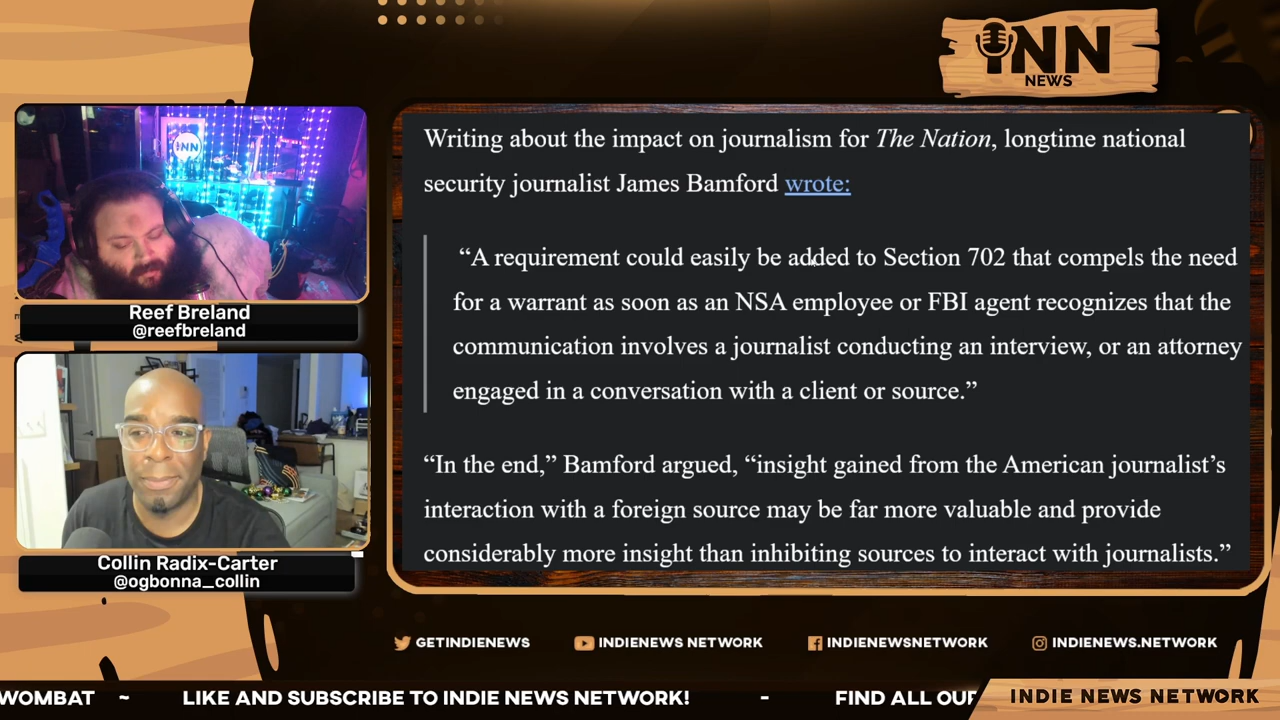 INN
NEWS
Writing about the impact on journalism for The Nation, longtime national
security journalist James Bamford wrote:
“A requirement could easily be added to Section 702 that compels the need
for a warrant as soon as an NSA employee or FBI agent recognizes that the
communication involves a journalist conducting an interview, or an attorney
engaged in a conversation with a client or source.”
“In the end,” Bamford argued, “insight gained from the American journalist’s
interaction with a foreign source may be far more valuable and provide
considerably more insight than inhibiting sources to interact with journalists.”
INN
Reef Breland
@reefbreland
Collin Radix-Carter
@ogbonna_collin
GETINDIENEWS
INDIENEWS NETWORK
INDIENEWSNETWORK
INDIENEWS.NETWORK
WOMBAT ~ LIKE AND SUBSCRIBE TO INDIE NEWS NETWORK! - FIND ALL OUR
INDIE NEWS NETWORK